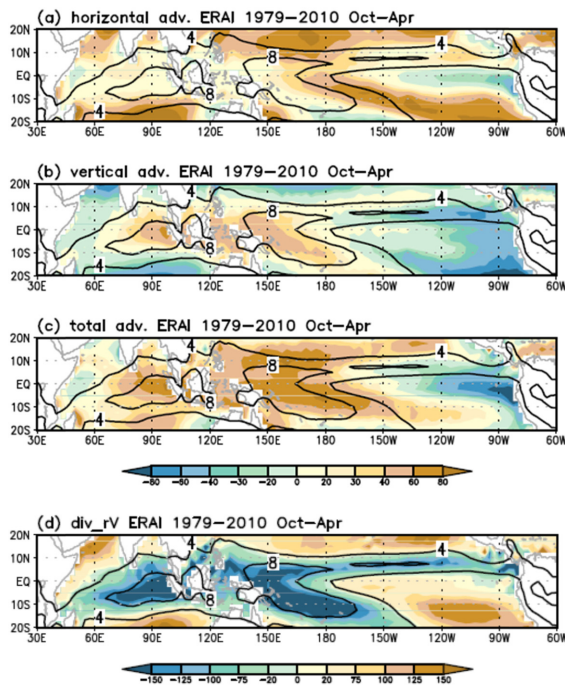 (a) horizontal adv. ERAI 1979-2010 Oct-Apr
20N 4 4
10N 8
EQ
10S 8
20S 4
30E 60E 90E 120E 150E 180 150W 120W 90W 60W
(b) vertical adv. ERAI 1979-2010 Oct-Apr
20N 4 4
10N 8
EQ
10S 8
20S 4
30E 60E 90E 120E 150E 180 150W 120W 90W 60W
(c) total adv. ERAI 1979-2010 Oct-Apr
20N 4 4
10N 8
EQ
10S 8
20S 4
30E 60E 90E 120E 150E 180 150W 120W 90W 60W
-80 -50 -40 -30 -20 0 20 30 40 60 80
(d) div_rV ERAI 1979-2010 Oct-Apr
20N 4 4
10N 8
EQ
10S 8
20S 4
30E 60E 90E 120E 150E 180 150W 120W 90W 60W
-150 -125 -100 -75 -25 0 20 75 100 125 150